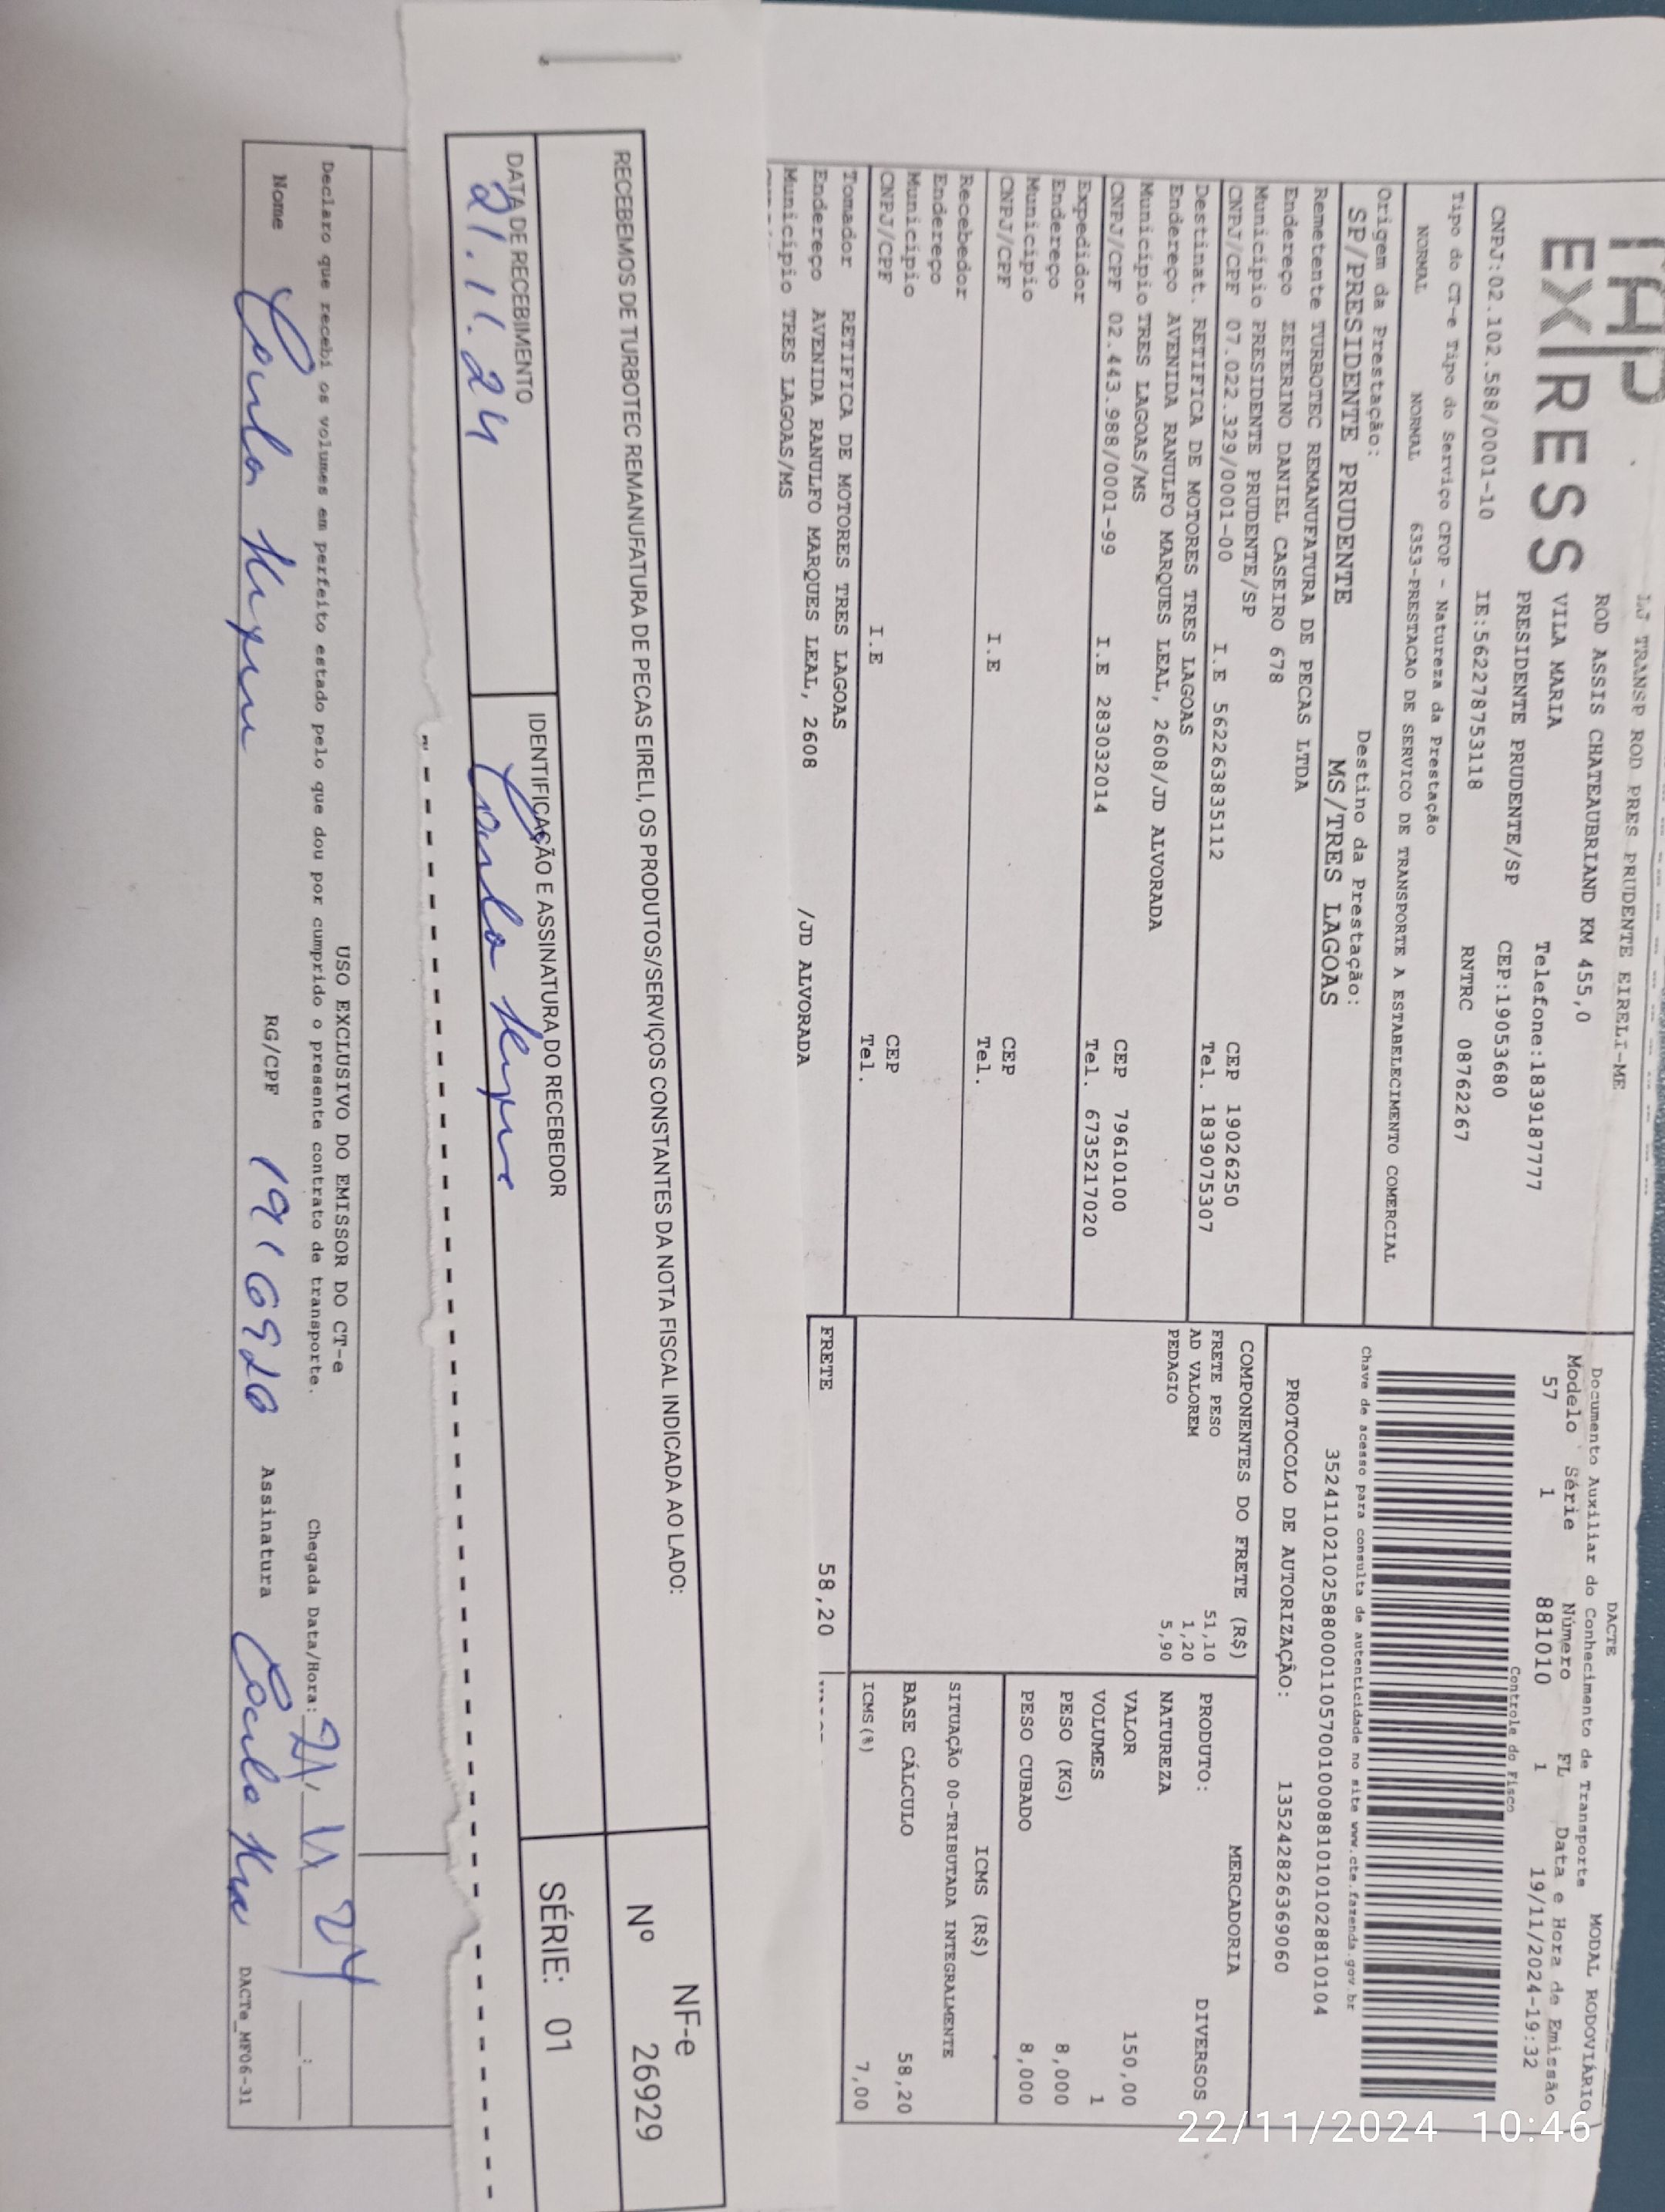 TAP
EXPRESS
LJ TRANSP ROD PRES PRUDENTE EIRELI-ME
ROD ASSIS CHATEAUBRIAND KM 455,0
VILA MARIA
Telefone:1839187777
PRESIDENTE PRUDENTE/SP
CEP:19053680
CNPJ:02.102.588/0001-10 IE:562278753118 RNTRC 08762267
Tipo do CT-e Tipo do Serviço CFOP - Natureza da Prestação
NORMAL NORMAL 6353-PRESTACAO DE SERVICO DE TRANSPORTE A ESTABELECIMENTO COMERCIAL
Origem da Prestação: Destino da Prestação:
SP/PRESIDENTE PRUDENTE MS/TRES LAGOAS
Remetente TURBOTEC REMANUFATURA DE PECAS LTDA
Endereço ZEFERINO DANIEL CASEIRO 678
Município PRESIDENTE PRUDENTE/SP CEP 19026250
CNPJ/CPF 07.022.329/0001-00 I.E 562263835112 Tel. 1839075307
Destinat. RETIFICA DE MOTORES TRES LAGOAS
Endereço AVENIDA RANULFO MARQUES LEAL, 2608/JD ALVORADA
Município TRES LAGOAS/MS CEP 79610100
CNPJ/CPF 02.443.988/0001-99 I.E 283032014 Tel. 6735217020
Expedidor
Endereço
Município CEP
CNPJ/CPF I.E Tel.
Recebedor
Endereço
Município CEP
CNPJ/CPF I.E Tel.
Tomador RETIFICA DE MOTORES TRES LAGOAS
Endereço AVENIDA RANULFO MARQUES LEAL, 2608 /JD ALVORADA
Município TRES LAGOAS/MS
DACTE
Documento Auxiliar do Conhecimento de Transporte MODAL RODOVIÁRIO
Modelo Série Número FL Data e Hora de Emissão
57 1 881010 1 19/11/2024-19:32
Controle do Fisco
Chave de acesso para consulta de autenticidade no site www.cte.fazenda.gov.br
35241102102588000110570010008810101028810104
PROTOCOLO DE AUTORIZAÇÃO: 135242826369060
COMPONENTES DO FRETE (R$)
FRETE PESO 51,10
AD VALOREM 1,20
PEDAGIO 5,90
FRETE 58,20
MERCADORIA
PRODUTO: DIVERSOS
NATUREZA
VALOR 150,00
VOLUMES 1
PESO (KG) 8,000
PESO CUBADO 8,000
ICMS (R$)
SITUAÇÃO 00-TRIBUTADA INTEGRALMENTE
BASE CÁLCULO 58,20
ICMS(%) 7,00
RECEBEMOS DE TURBOTEC REMANUFATURA DE PECAS EIRELI, OS PRODUTOS/SERVIÇOS CONSTANTES DA NOTA FISCAL INDICADA AO LADO:
DATA DE RECEBIMENTO
21.11.24
IDENTIFICAÇÃO E ASSINATURA DO RECEBEDOR
NF-e
Nº 26929
SÉRIE: 01
USO EXCLUSIVO DO EMISSOR DO CT-e
Declaro que recebi os volumes em perfeito estado pelo que dou por cumprido o presente contrato de transporte.
Chegada Data/Hora: 21 11 24 :
Nome RG/CPF Assinatura
DACTe_MF06-31
22/11/2024 10:46